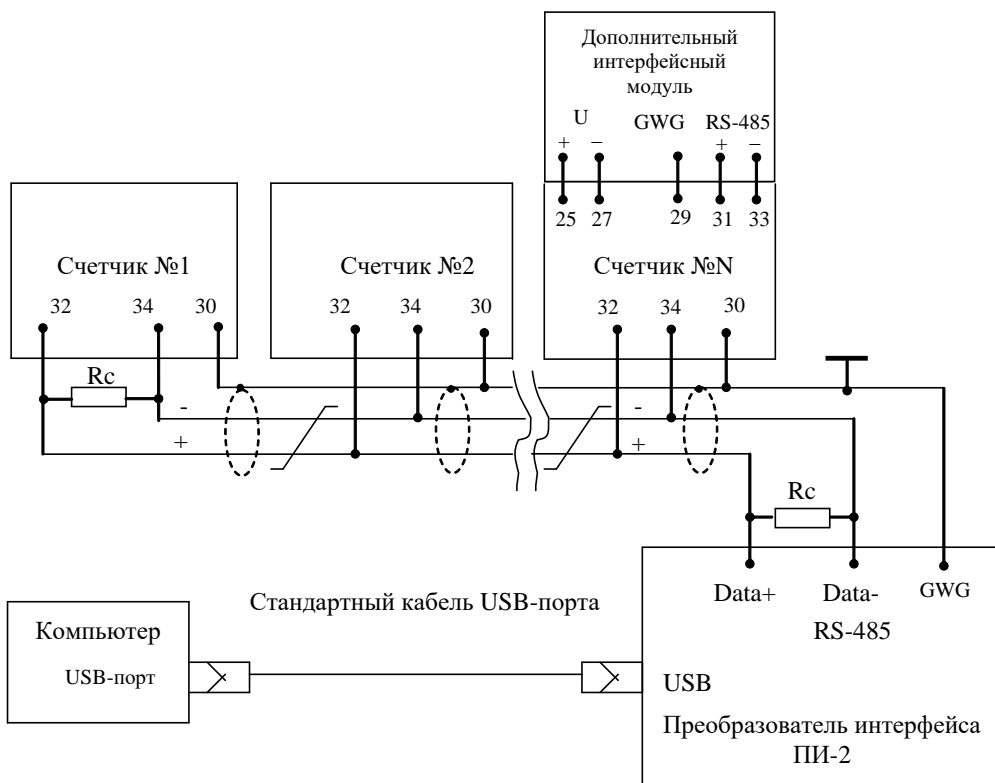 Дополнительный
интерфейсный
модуль
U GWG RS-485
+ – + –
25 27 29 31 33
Счетчик №1 Счетчик №2 Счетчик №N
32 34 30 32 34 30 32 34 30
Rc
- -
+ +
Rc
Data+ Data- GWG
RS-485
Стандартный кабель USB-порта
Компьютер
USB-порт
USB
Преобразователь интерфейса
ПИ-2